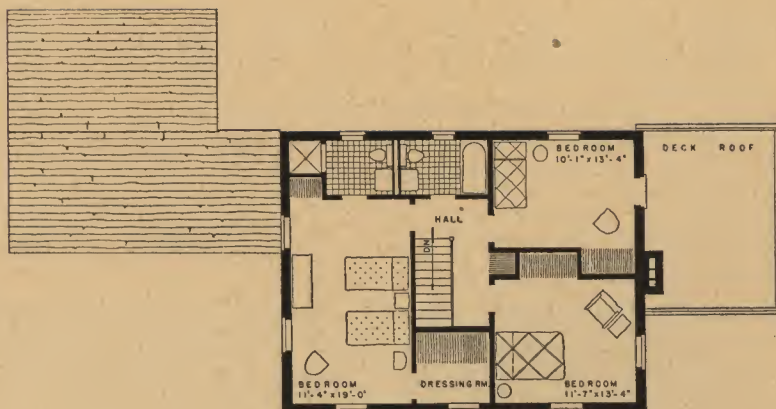 BEDROOM
10'-1" x 13'-4"
DECK ROOF
HALL
DN
BEDROOM
11'-4" x 19'-0"
DRESSING RM.
BEDROOM
11'-7" x 13'-4"